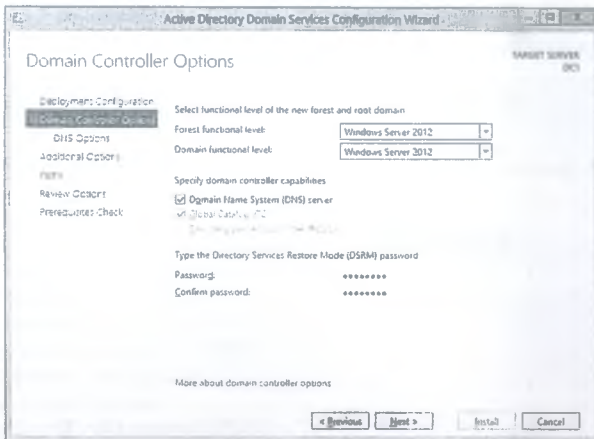 Active Directory Domain Services Configuration Wizard
Domain Controller Options
TARGET SERVER
Deployment Configuration
Domain Controller Options
DNS Options
Additional Options
Paths
Review Options
Prerequisites Check
Select functional level of the new forest and root domain
Forest functional level:
Windows Server 2012
Domain functional level:
Windows Server 2012
Specify domain controller capabilities
Domain Name System (DNS) server
Global Catalog (GC)
Type the Directory Services Restore Mode (DSRM) password
Password:
••••••••
Confirm password:
••••••••
More about domain controller options
< Previous
Next >
Install
Cancel